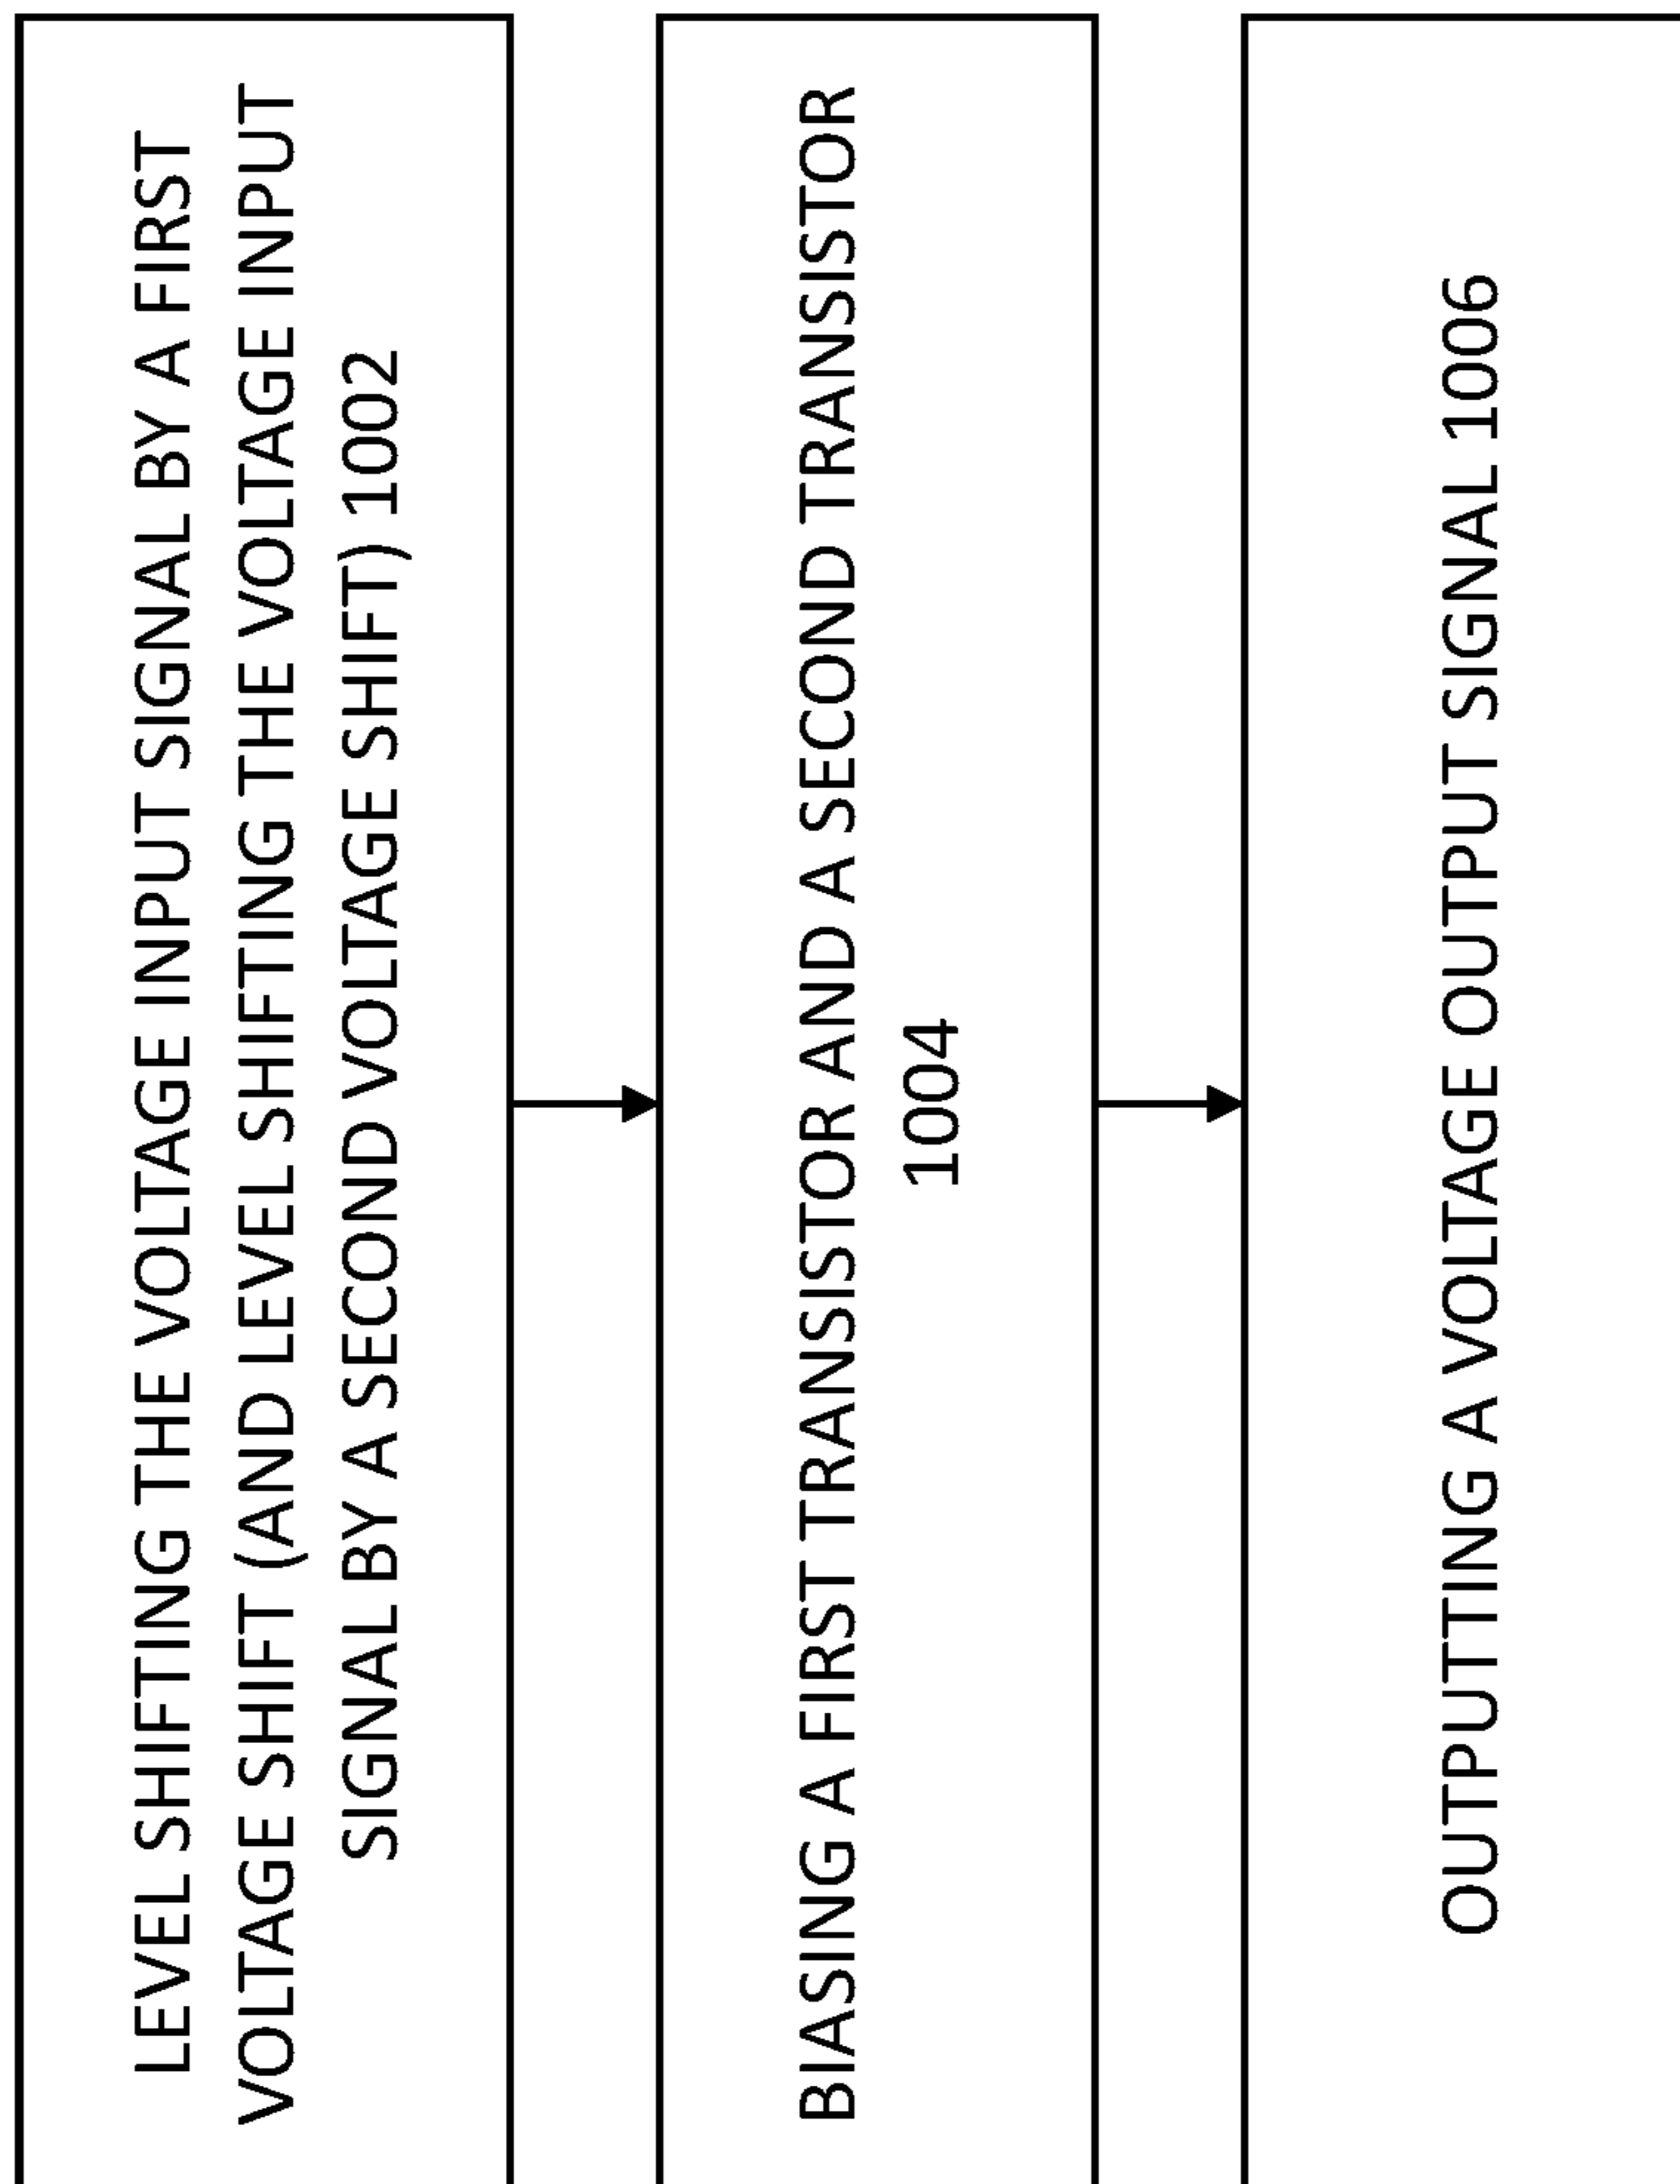 LEVEL SHIFTING THE VOLTAGE INPUT SIGNAL BY A FIRST
VOLTAGE SHIFT (AND LEVEL SHIFTING THE VOLTAGE INPUT
SIGNAL BY A SECOND VOLTAGE SHIFT) 1002
BIASING A FIRST TRANSISTOR AND A SECOND TRANSISTOR
1004
OUTPUTTING A VOLTAGE OUTPUT SIGNAL 1006